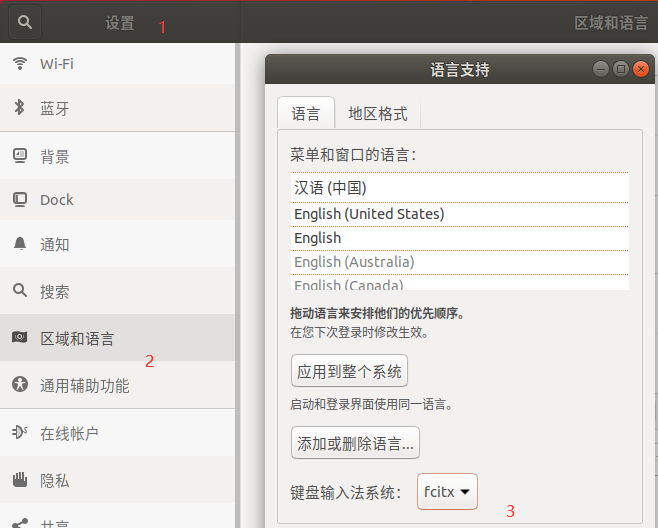 设置
1
区域和语言
Wi-Fi
蓝牙
背景
Dock
通知
搜索
区域和语言
2
通用辅助功能
在线帐户
隐私
共享
语言支持
语言
地区格式
菜单和窗口的语言：
汉语 (中国)
English (United States)
English
English (Australia)
English (Canada)
拖动语言来安排他们的优先顺序。
在您下次登录时修改生效。
应用到整个系统
启动和登录界面使用同一语言。
添加或删除语言...
键盘输入法系统：
fcitx
3